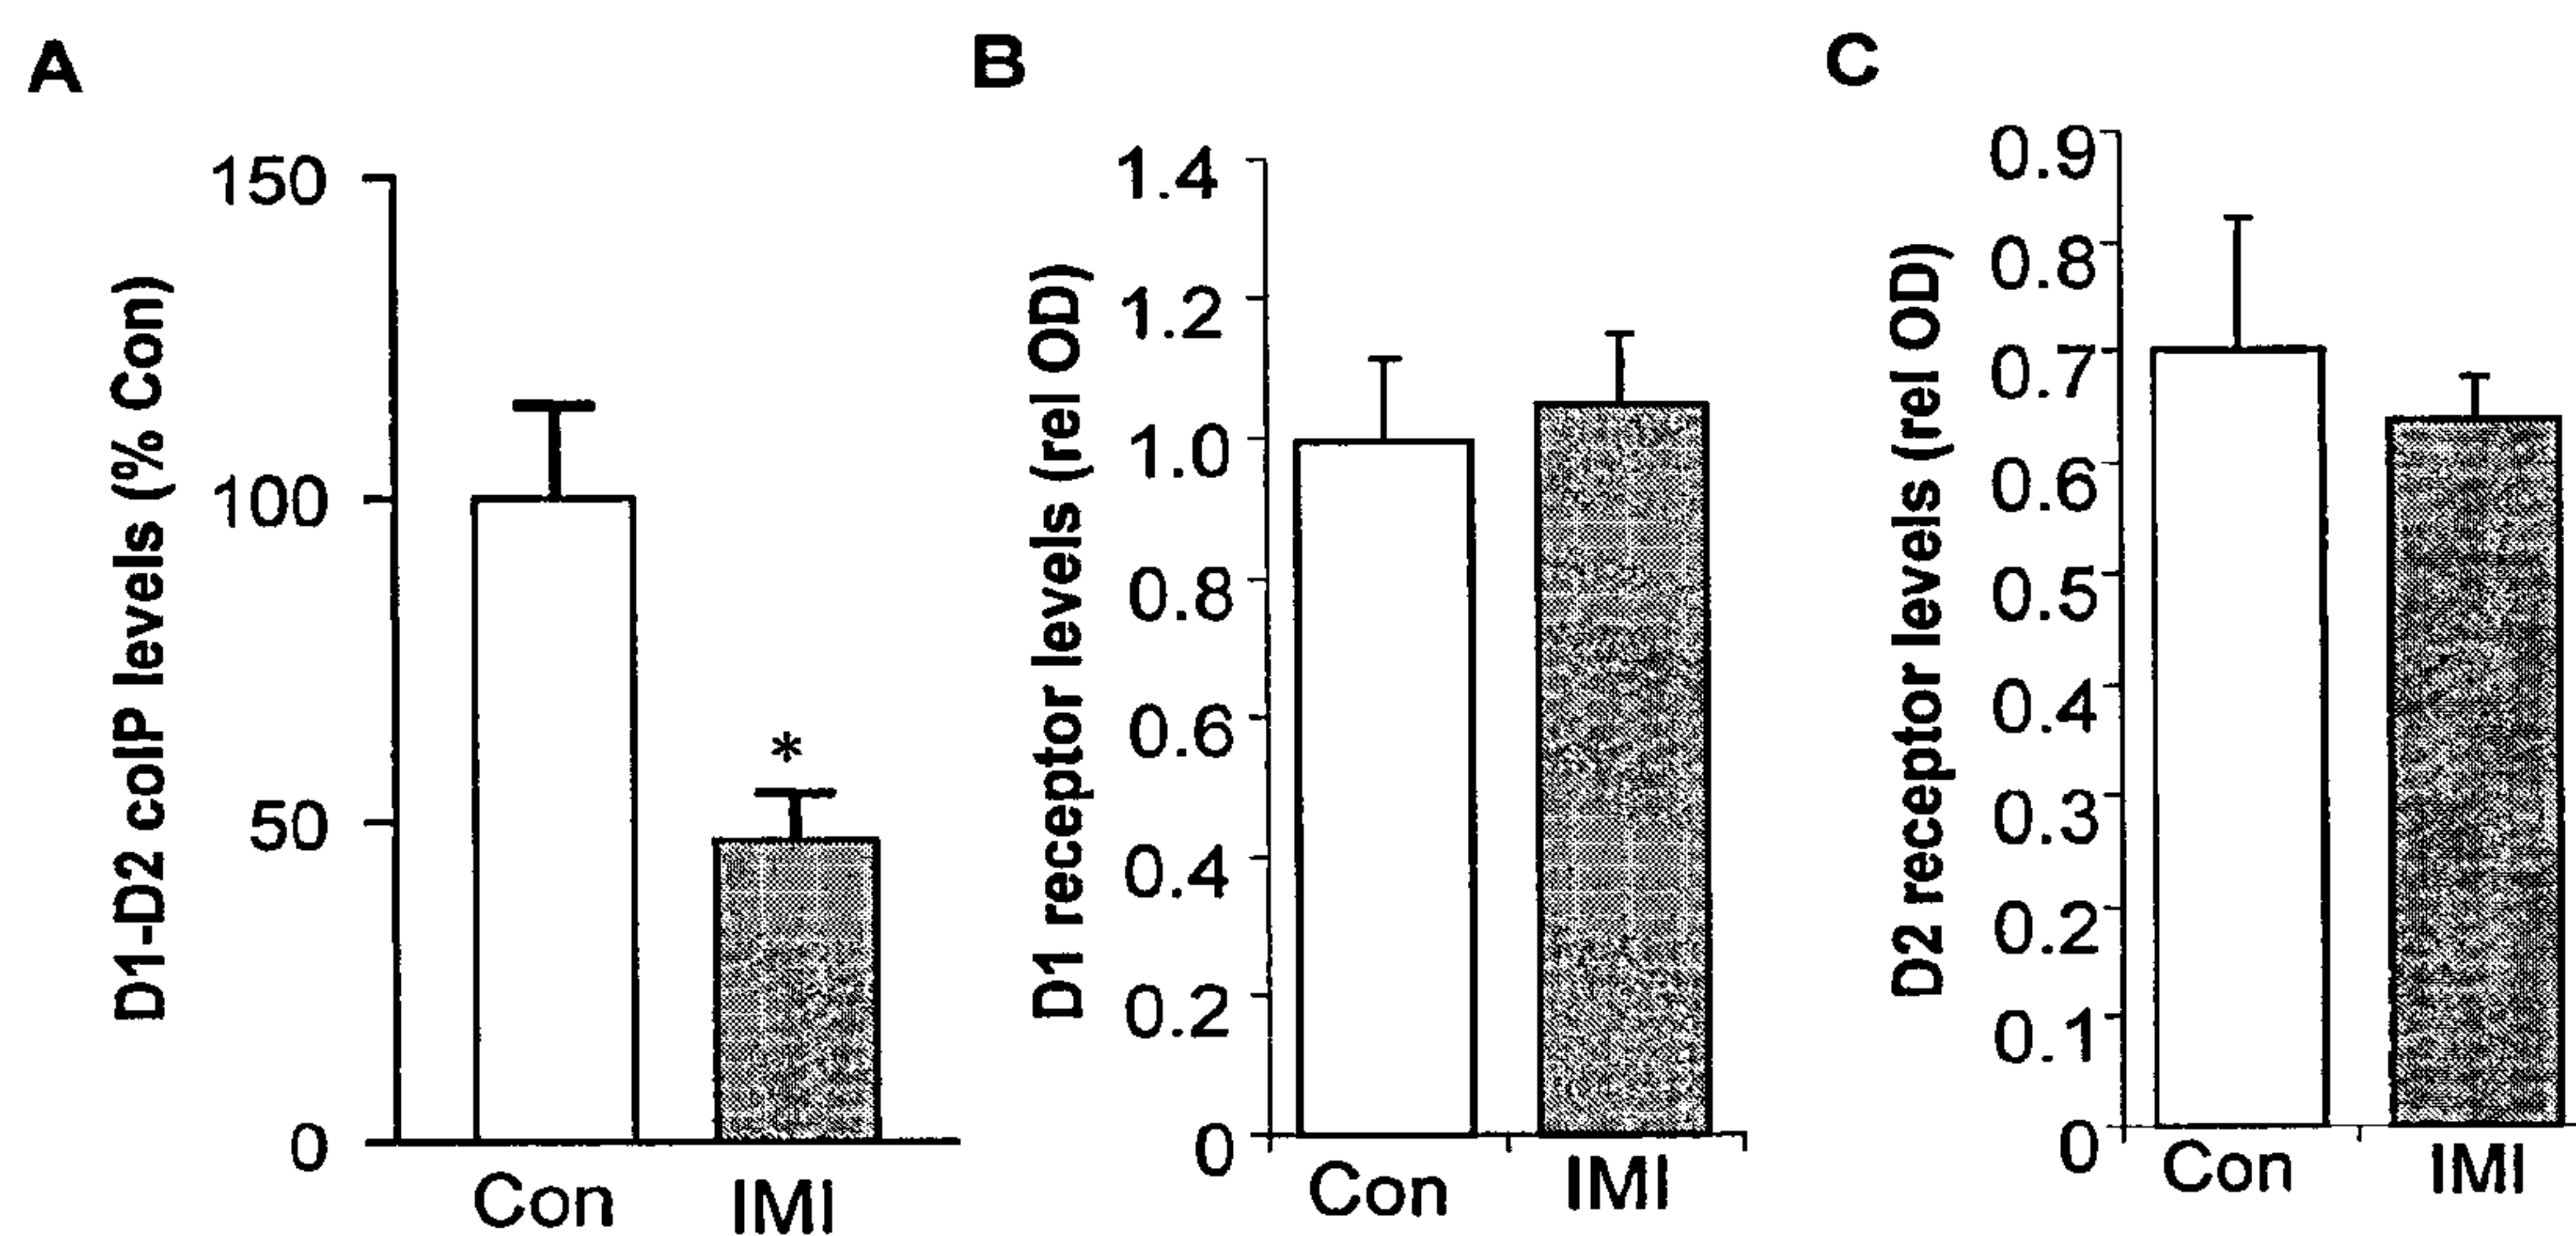 A
D1-D2 coIP levels (% Con)
150
100
50
0
*
Con
IMI
B
D1 receptor levels (rel OD)
1.4
1.2
1.0
0.8
0.6
0.4
0.2
0
Con
IMI
C
D2 receptor levels (rel OD)
0.9
0.8
0.7
0.6
0.5
0.4
0.3
0.2
0.1
0
Con
IMI